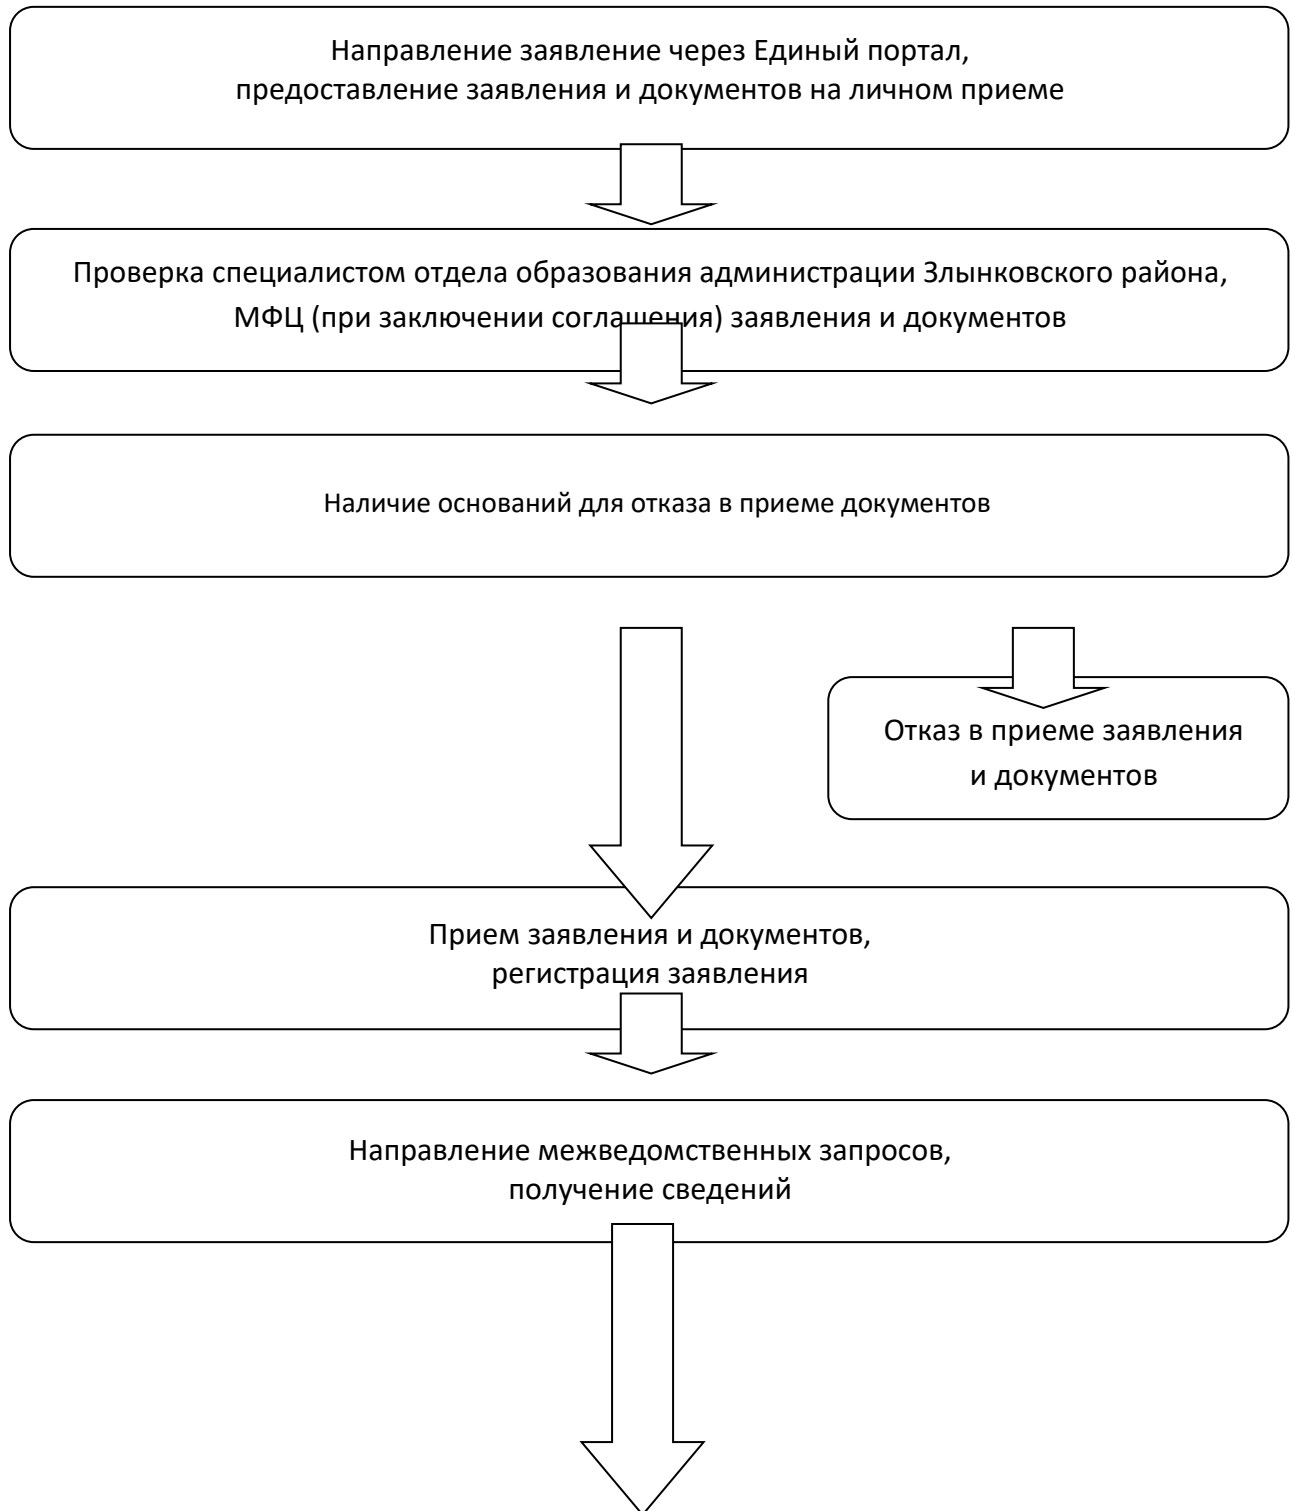 Направление заявление через Единый портал,
предоставление заявления и документов на личном приеме
Проверка специалистом отдела образования администрации Злынковского района,
МФЦ (при заключении соглашения) заявления и документов
Наличие оснований для отказа в приеме документов
Отказ в приеме заявления
и документов
Прием заявления и документов,
регистрация заявления
Направление межведомственных запросов,
получение сведений